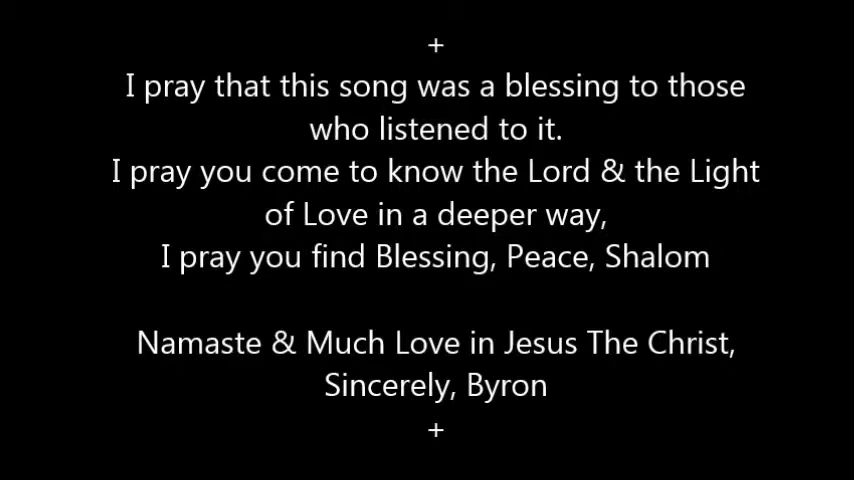 +
I pray that this song was a blessing to those
who listened to it.
I pray you come to know the Lord & the Light
of Love in a deeper way,
I pray you find Blessing, Peace, Shalom
Namaste & Much Love in Jesus The Christ,
Sincerely, Byron
+